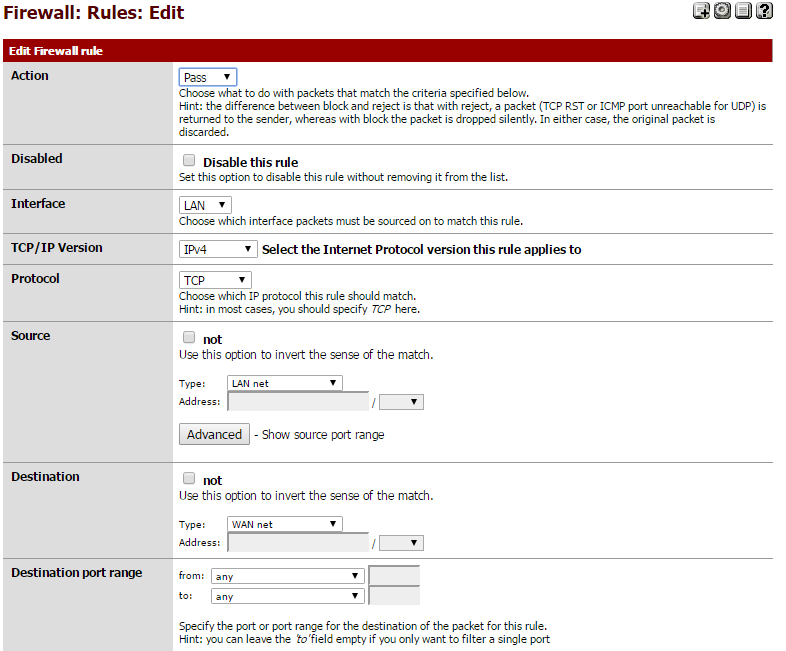 Firewall: Rules: Edit
Edit Firewall rule
Action
Pass
Choose what to do with packets that match the criteria specified below.
Hint: the difference between block and reject is that with reject, a packet (TCP RST or ICMP port unreachable for UDP) is
returned to the sender, whereas with block the packet is dropped silently. In either case, the original packet is
discarded.
Disabled
Disable this rule
Set this option to disable this rule without removing it from the list.
Interface
LAN
Choose which interface packets must be sourced on to match this rule.
TCP/IP Version
IPv4 Select the Internet Protocol version this rule applies to
Protocol
TCP
Choose which IP protocol this rule should match.
Hint: in most cases, you should specify TCP here.
Source
not
Use this option to invert the sense of the match.
Type: LAN net
Address: /
Advanced - Show source port range
Destination
not
Use this option to invert the sense of the match.
Type: WAN net
Address: /
Destination port range
from: any
to: any
Specify the port or port range for the destination of the packet for this rule.
Hint: you can leave the 'to' field empty if you only want to filter a single port